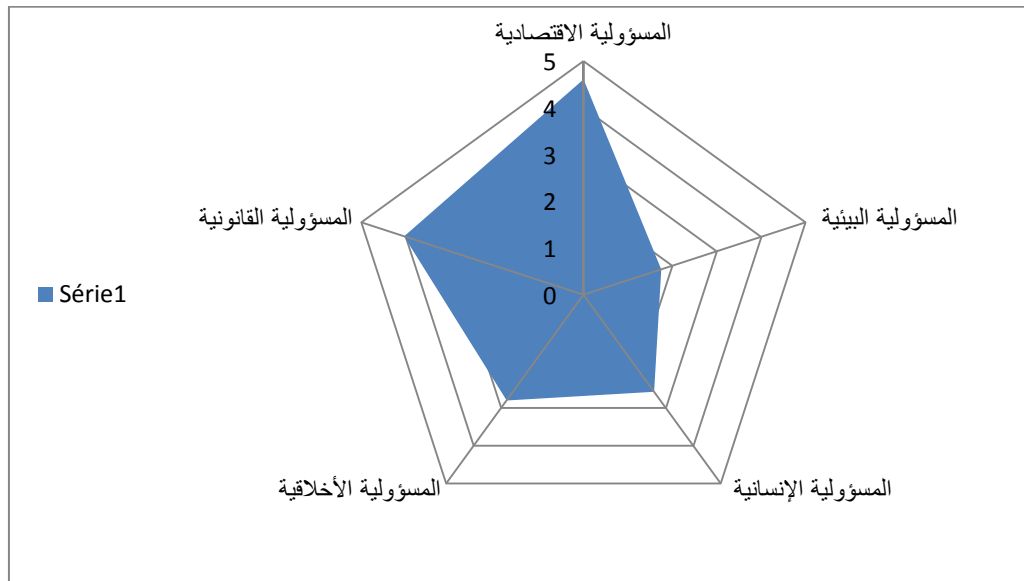 المسؤولية الاقتصادية
5
4
3
2
1
0
المسؤولية البيئية
المسؤولية الإنسانية
المسؤولية الأخلاقية
المسؤولية القانونية
Série1